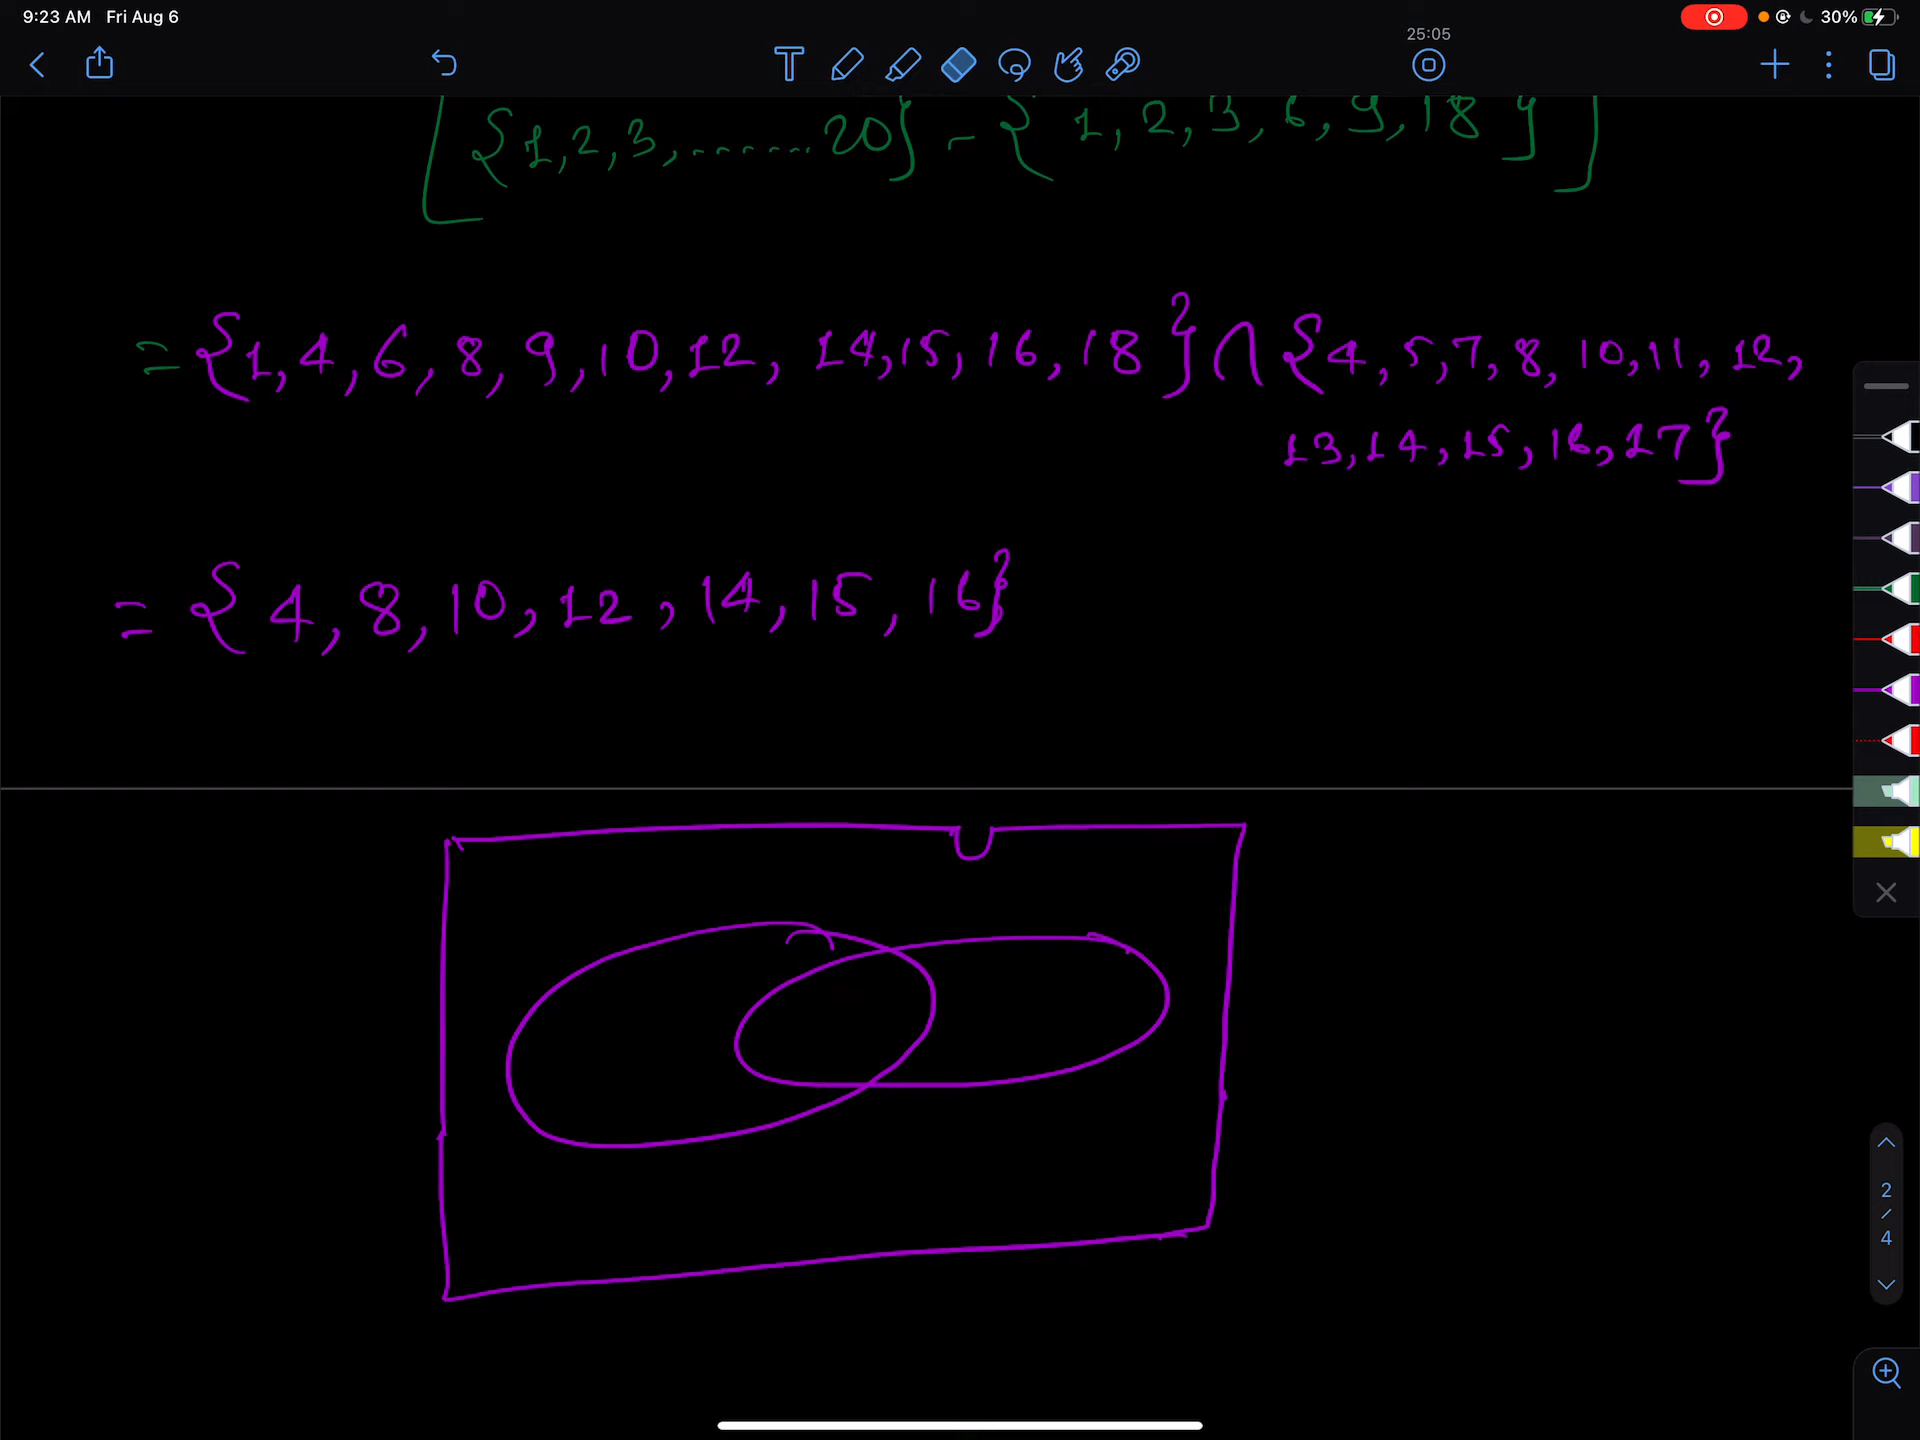 9:23 AM Fri Aug 6
30%
25:05
[{1,2,3,.......20} - {1, 2, 3, 6, 9, 18}]
= {1, 4, 6, 8, 9, 10, 12, 14, 15, 16, 18} ∩ {4, 5, 7, 8, 10, 11, 12,
13, 14, 15, 16, 17}
= {4, 8, 10, 12, 14, 15, 16}
U
2
/
4